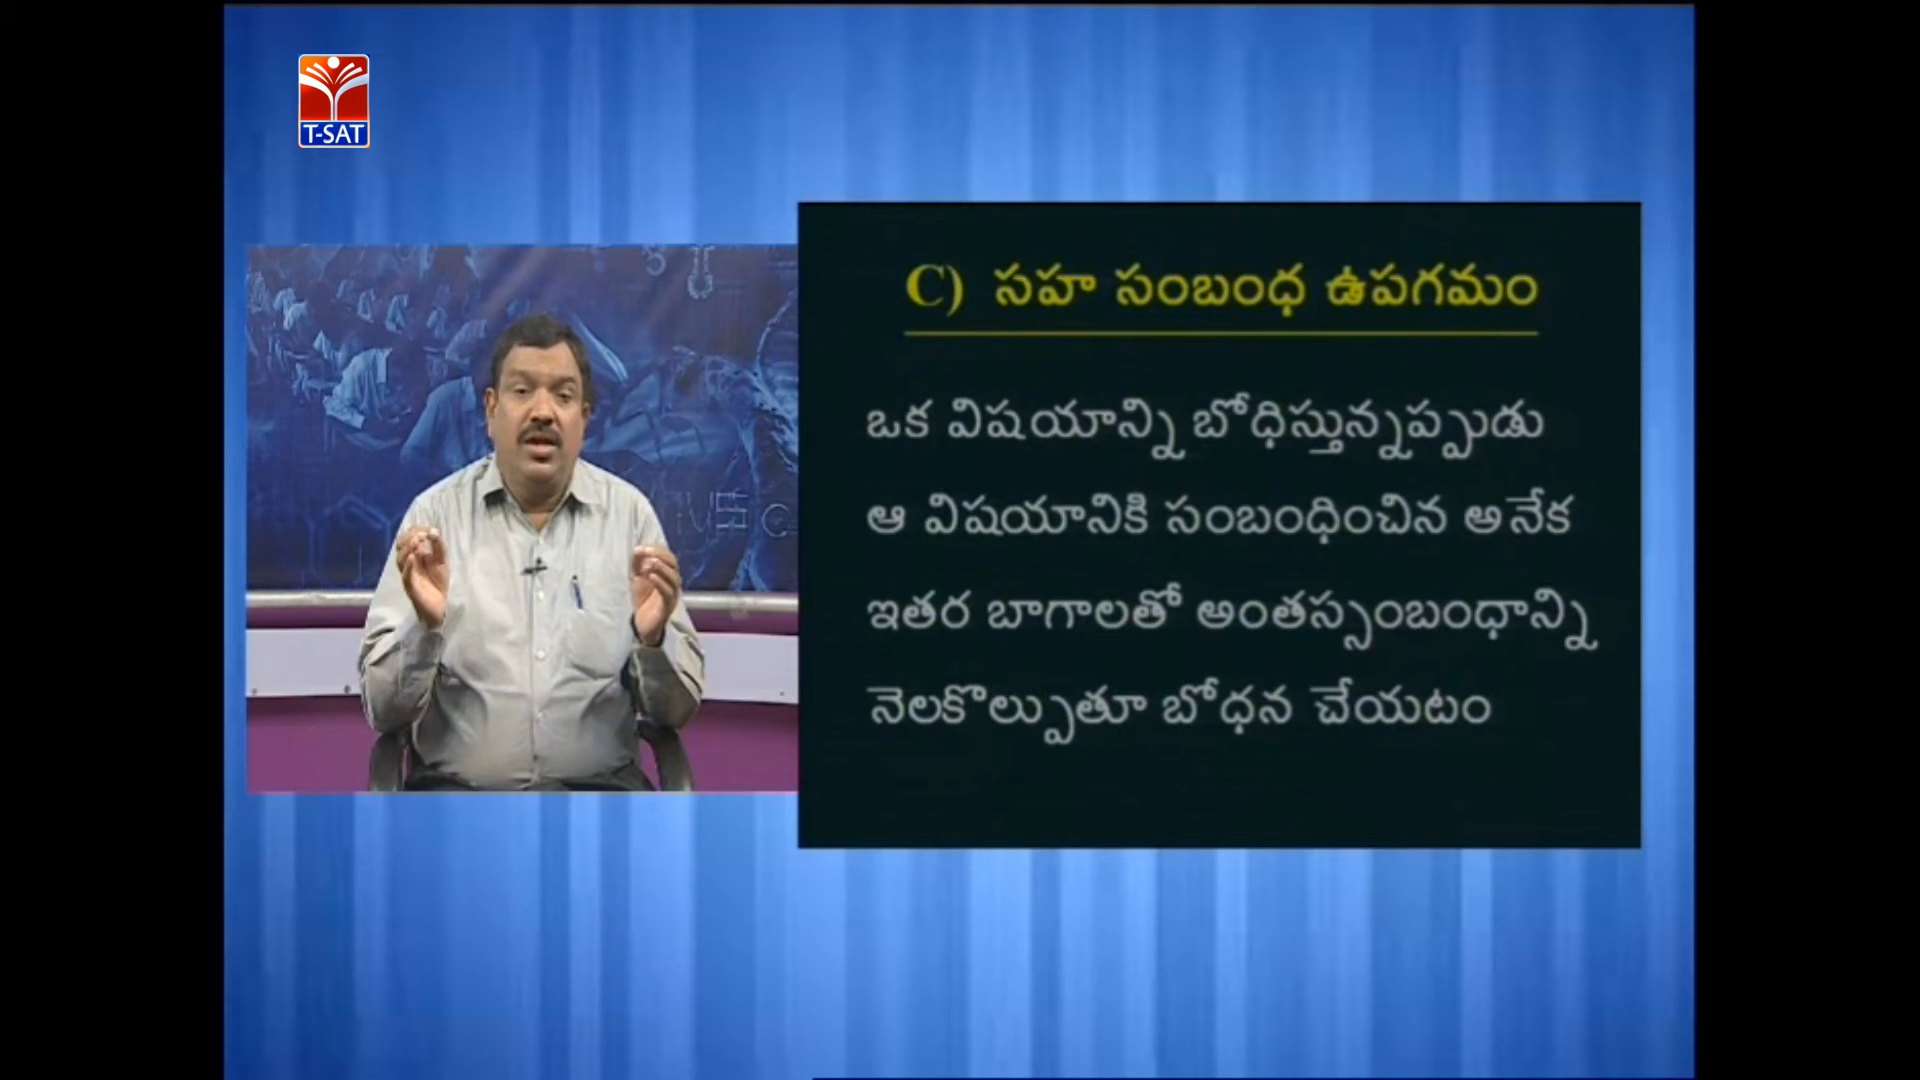 T-SAT
C) సహ సంబంధ ఉపగమం
ఒక విషయాన్ని బోధిస్తున్నప్పుడు
ఆ విషయానికి సంబంధించిన అనేక
ఇతర బాగాలతో అంతస్సంబంధాన్ని
నెలకొల్పుతూ బోధన చేయటం